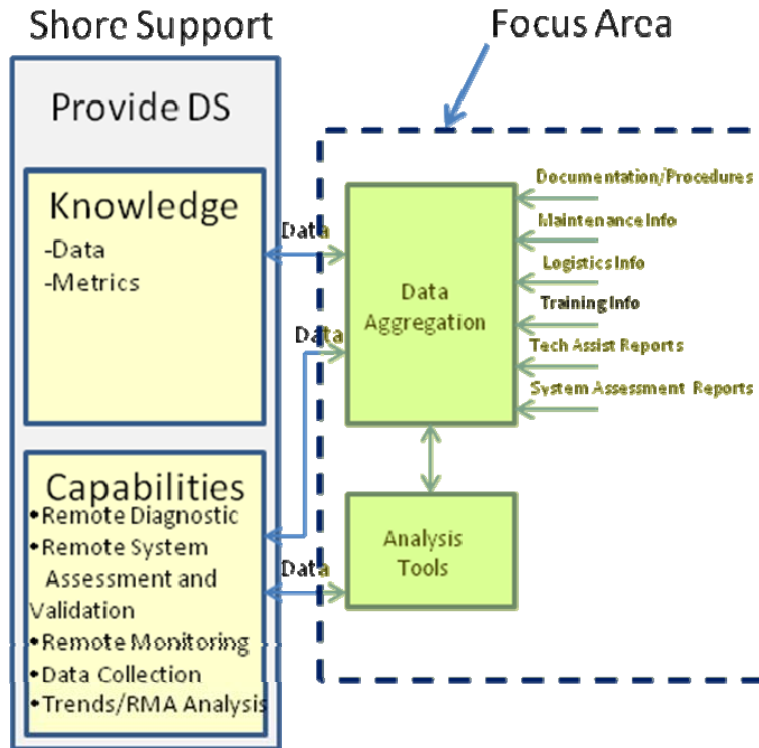 Shore Support
Focus Area
Provide DS
Knowledge
-Data
-Metrics
Data
Data
Data
Aggregation
Documentation/Procedures
Maintenance Info
Logistics Info
Training Info
Tech Assist Reports
System Assessment Reports
Capabilities
•Remote Diagnostic
•Remote System
Assessment and
Validation
•Remote Monitoring
•Data Collection
•Trends/RMA Analysis
Data
Analysis
Tools